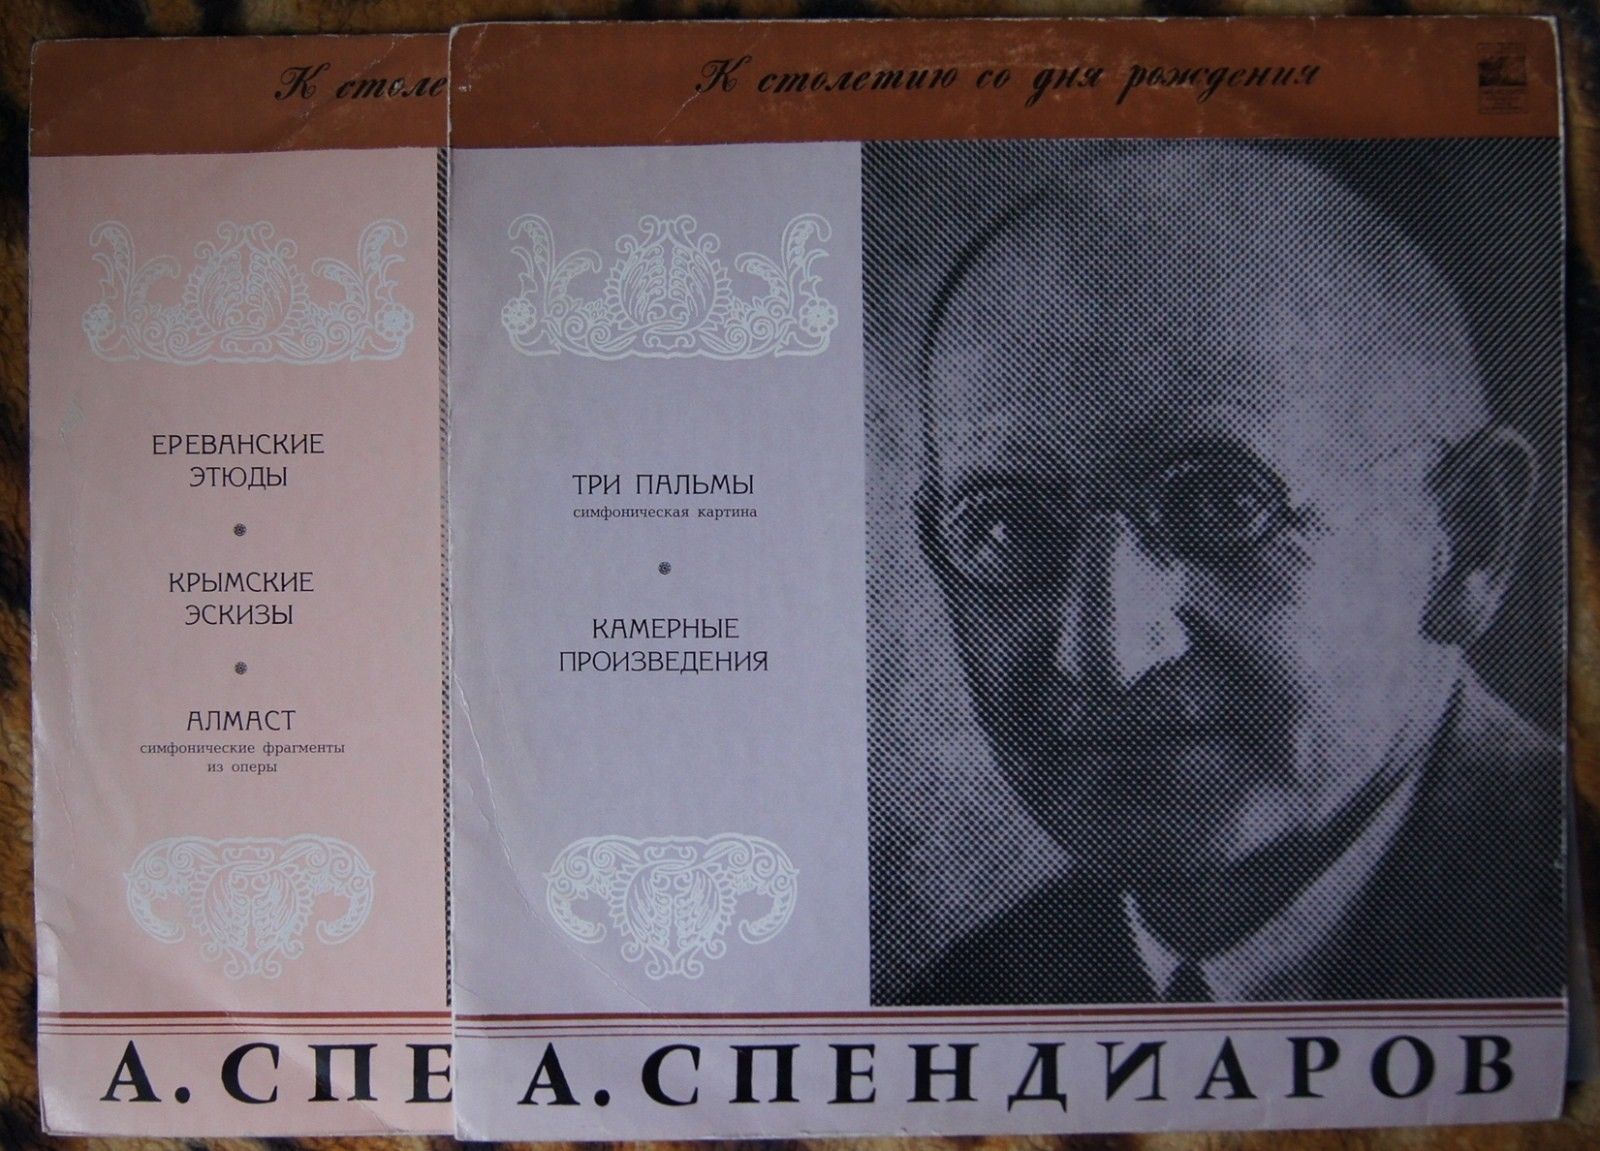 К столе
ЕРЕВАНСКИЕ
ЭТЮДЫ
КРЫМСКИЕ
ЭСКИЗЫ
АЛМАСТ
симфонические фрагменты
из оперы
А. СПЕ
К столетию со дня рождения
ТРИ ПАЛЬМЫ
симфоническая картина
КАМЕРНЫЕ
ПРОИЗВЕДЕНИЯ
А. СПЕНДИАРОВ